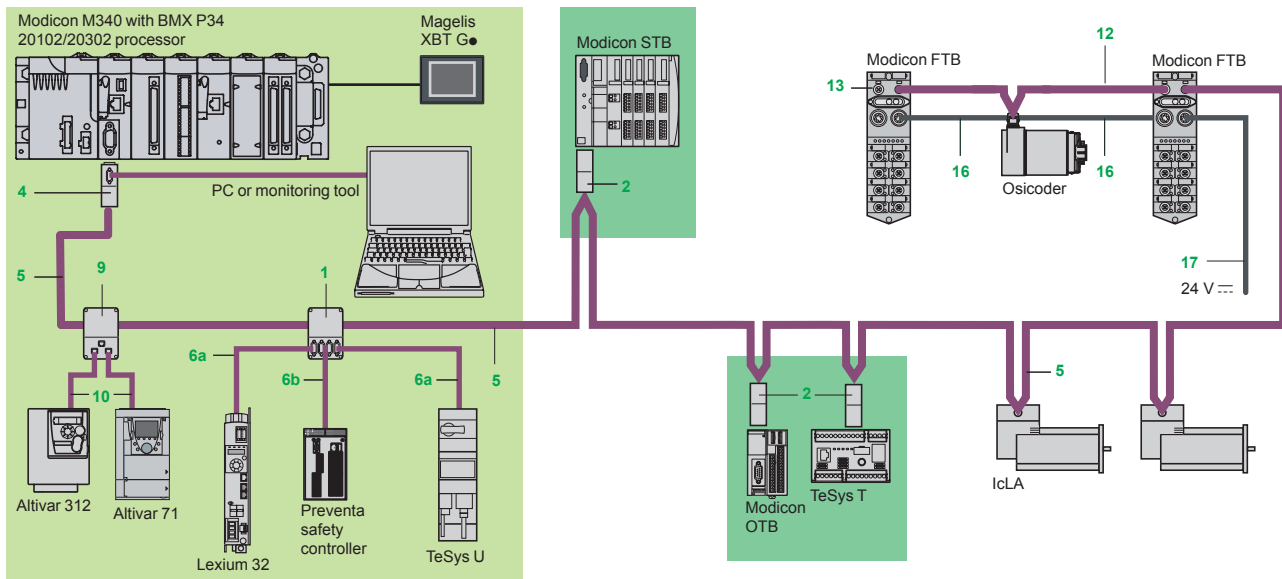 Modicon M340 with BMX P34
20102/20302 processor
Magelis
XBT G●
Modicon STB
Modicon FTB
12
Modicon FTB
13
4
PC or monitoring tool
2
16
Osicoder
16
5
9
1
17
24 V
6a
6b
6a
5
10
2
5
Altivar 312
Altivar 71
Lexium 32
Preventa
safety
controller
TeSys U
Modicon
OTB
TeSys T
IcLA